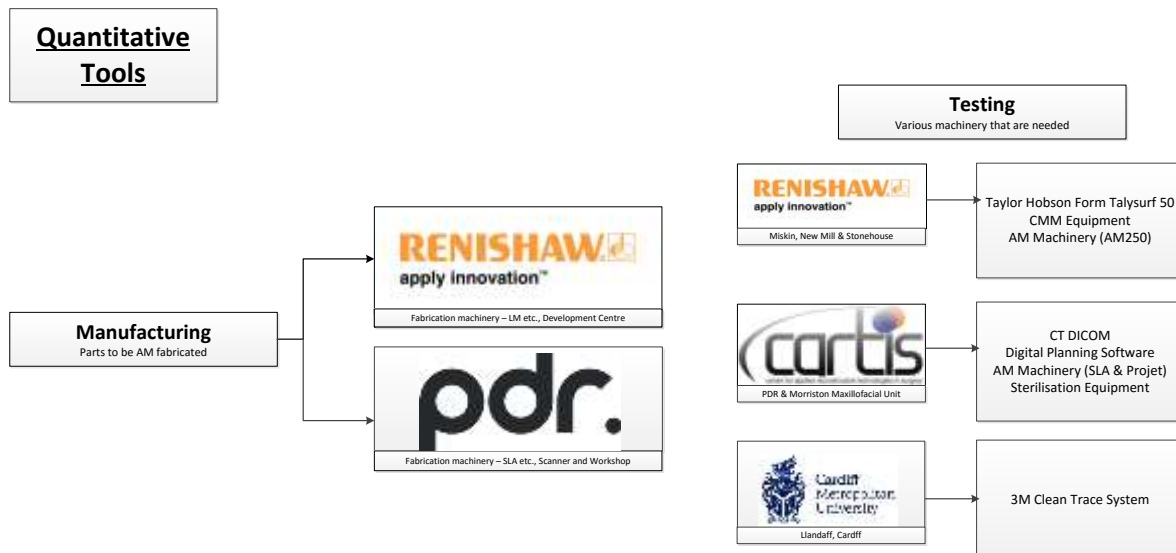 Quantitative
Tools
Testing
Various machinery that are needed
RENISHAW
apply innovation™
Miskin, New Mill & Stonehouse
Taylor Hobson Form Talysurf 50
CMM Equipment
AM Machinery (AM250)
RENISHAW
apply innovation™
Fabrication machinery – LM etc., Development Centre
Manufacturing
Parts to be AM fabricated
cartis
PDR & Morriston Maxillofacial Unit
CT DICOM
Digital Planning Software
AM Machinery (SLA & Projet)
Sterilisation Equipment
pdr.
Fabrication machinery – SLA etc., Scanner and Workshop
Cardiff
Metropolitan
University
Llandaff, Cardff
3M Clean Trace System